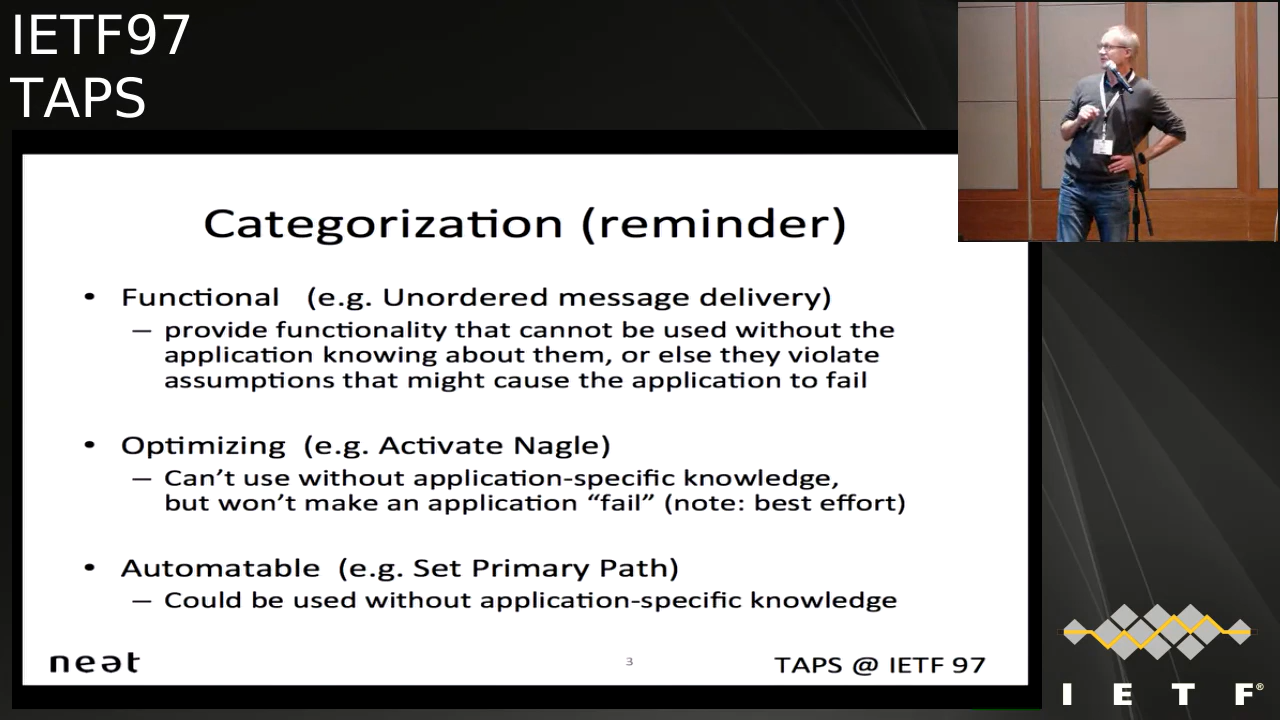 IETF97
TAPS
Categorization (reminder)
• Functional (e.g. Unordered message delivery)
— provide functionality that cannot be used without the
application knowing about them, or else they violate
assumptions that might cause the application to fail
• Optimizing (e.g. Activate Nagle)
— Can’t use without application-specific knowledge,
but won’t make an application “fail” (note: best effort)
• Automatable (e.g. Set Primary Path)
— Could be used without application-specific knowledge
neat
3
TAPS @ IETF 97
I E T F®